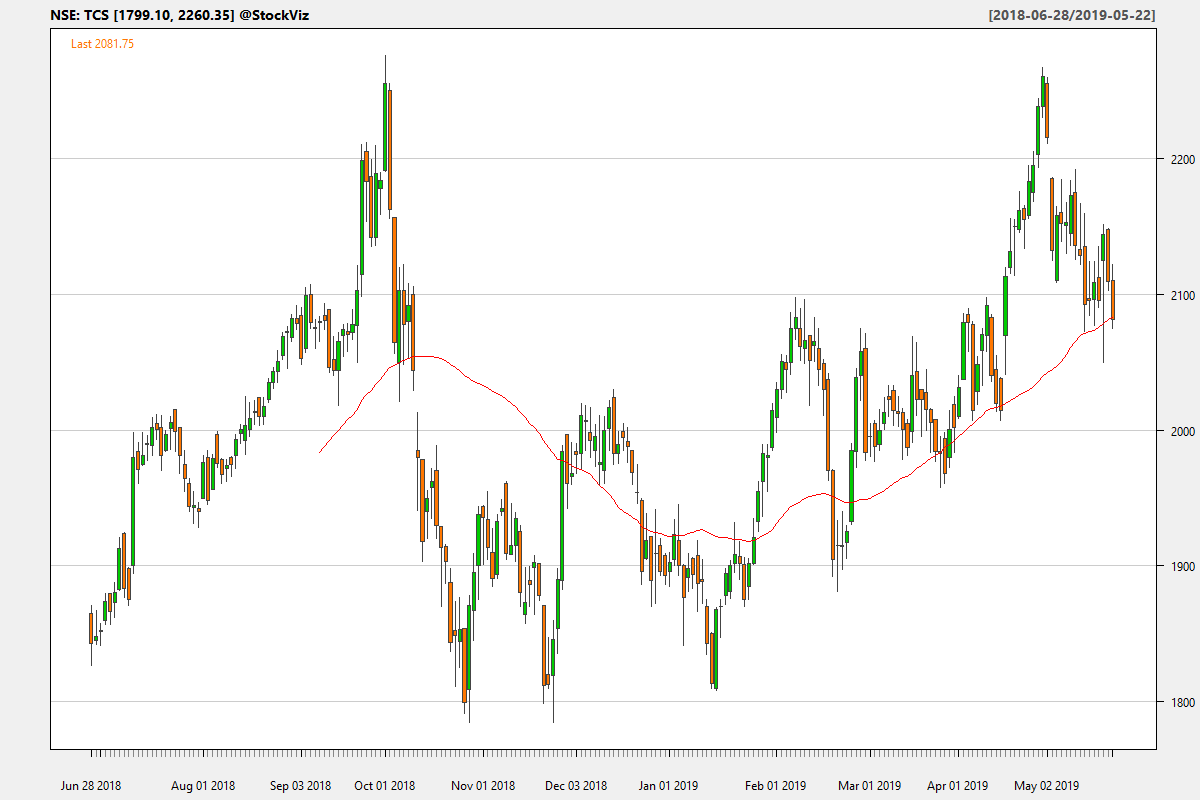 NSE: TCS [1799.10, 2260.35] @StockViz
[2018-06-28/2019-05-22]
Last 2081.75
2200
2100
2000
1900
1800
Jun 28 2018
Aug 01 2018
Sep 03 2018
Oct 01 2018
Nov 01 2018
Dec 03 2018
Jan 01 2019
Feb 01 2019
Mar 01 2019
Apr 01 2019
May 02 2019